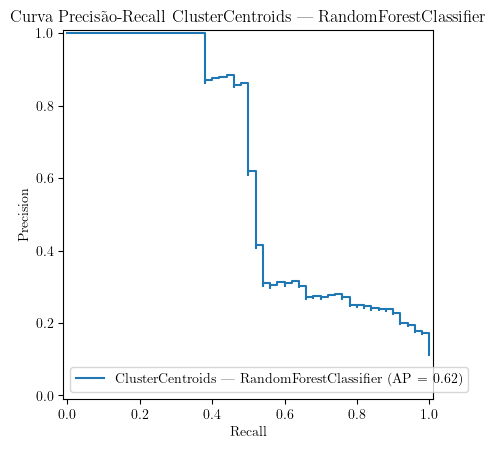 Curva Precisão-Recall ClusterCentroids — RandomForestClassifier
1.0
0.8
0.6
0.4
0.2
0.0
Precision
ClusterCentroids — RandomForestClassifier (AP = 0.62)
0.0 0.2 0.4 0.6 0.8 1.0
Recall